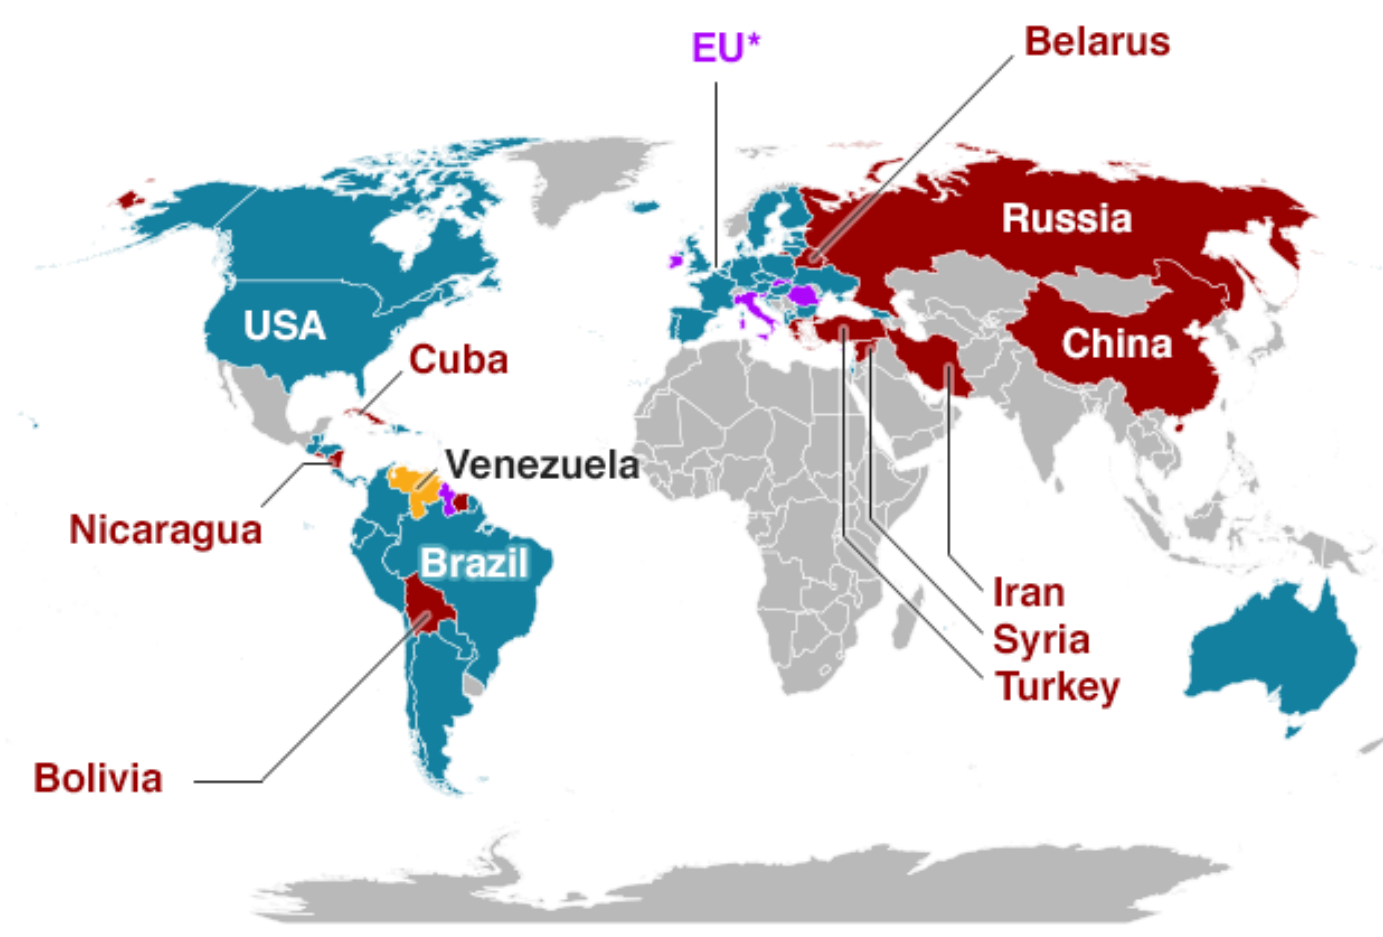 EU*
Belarus
Russia
USA
China
Cuba
Venezuela
Nicaragua
Brazil
Iran
Syria
Turkey
Bolivia